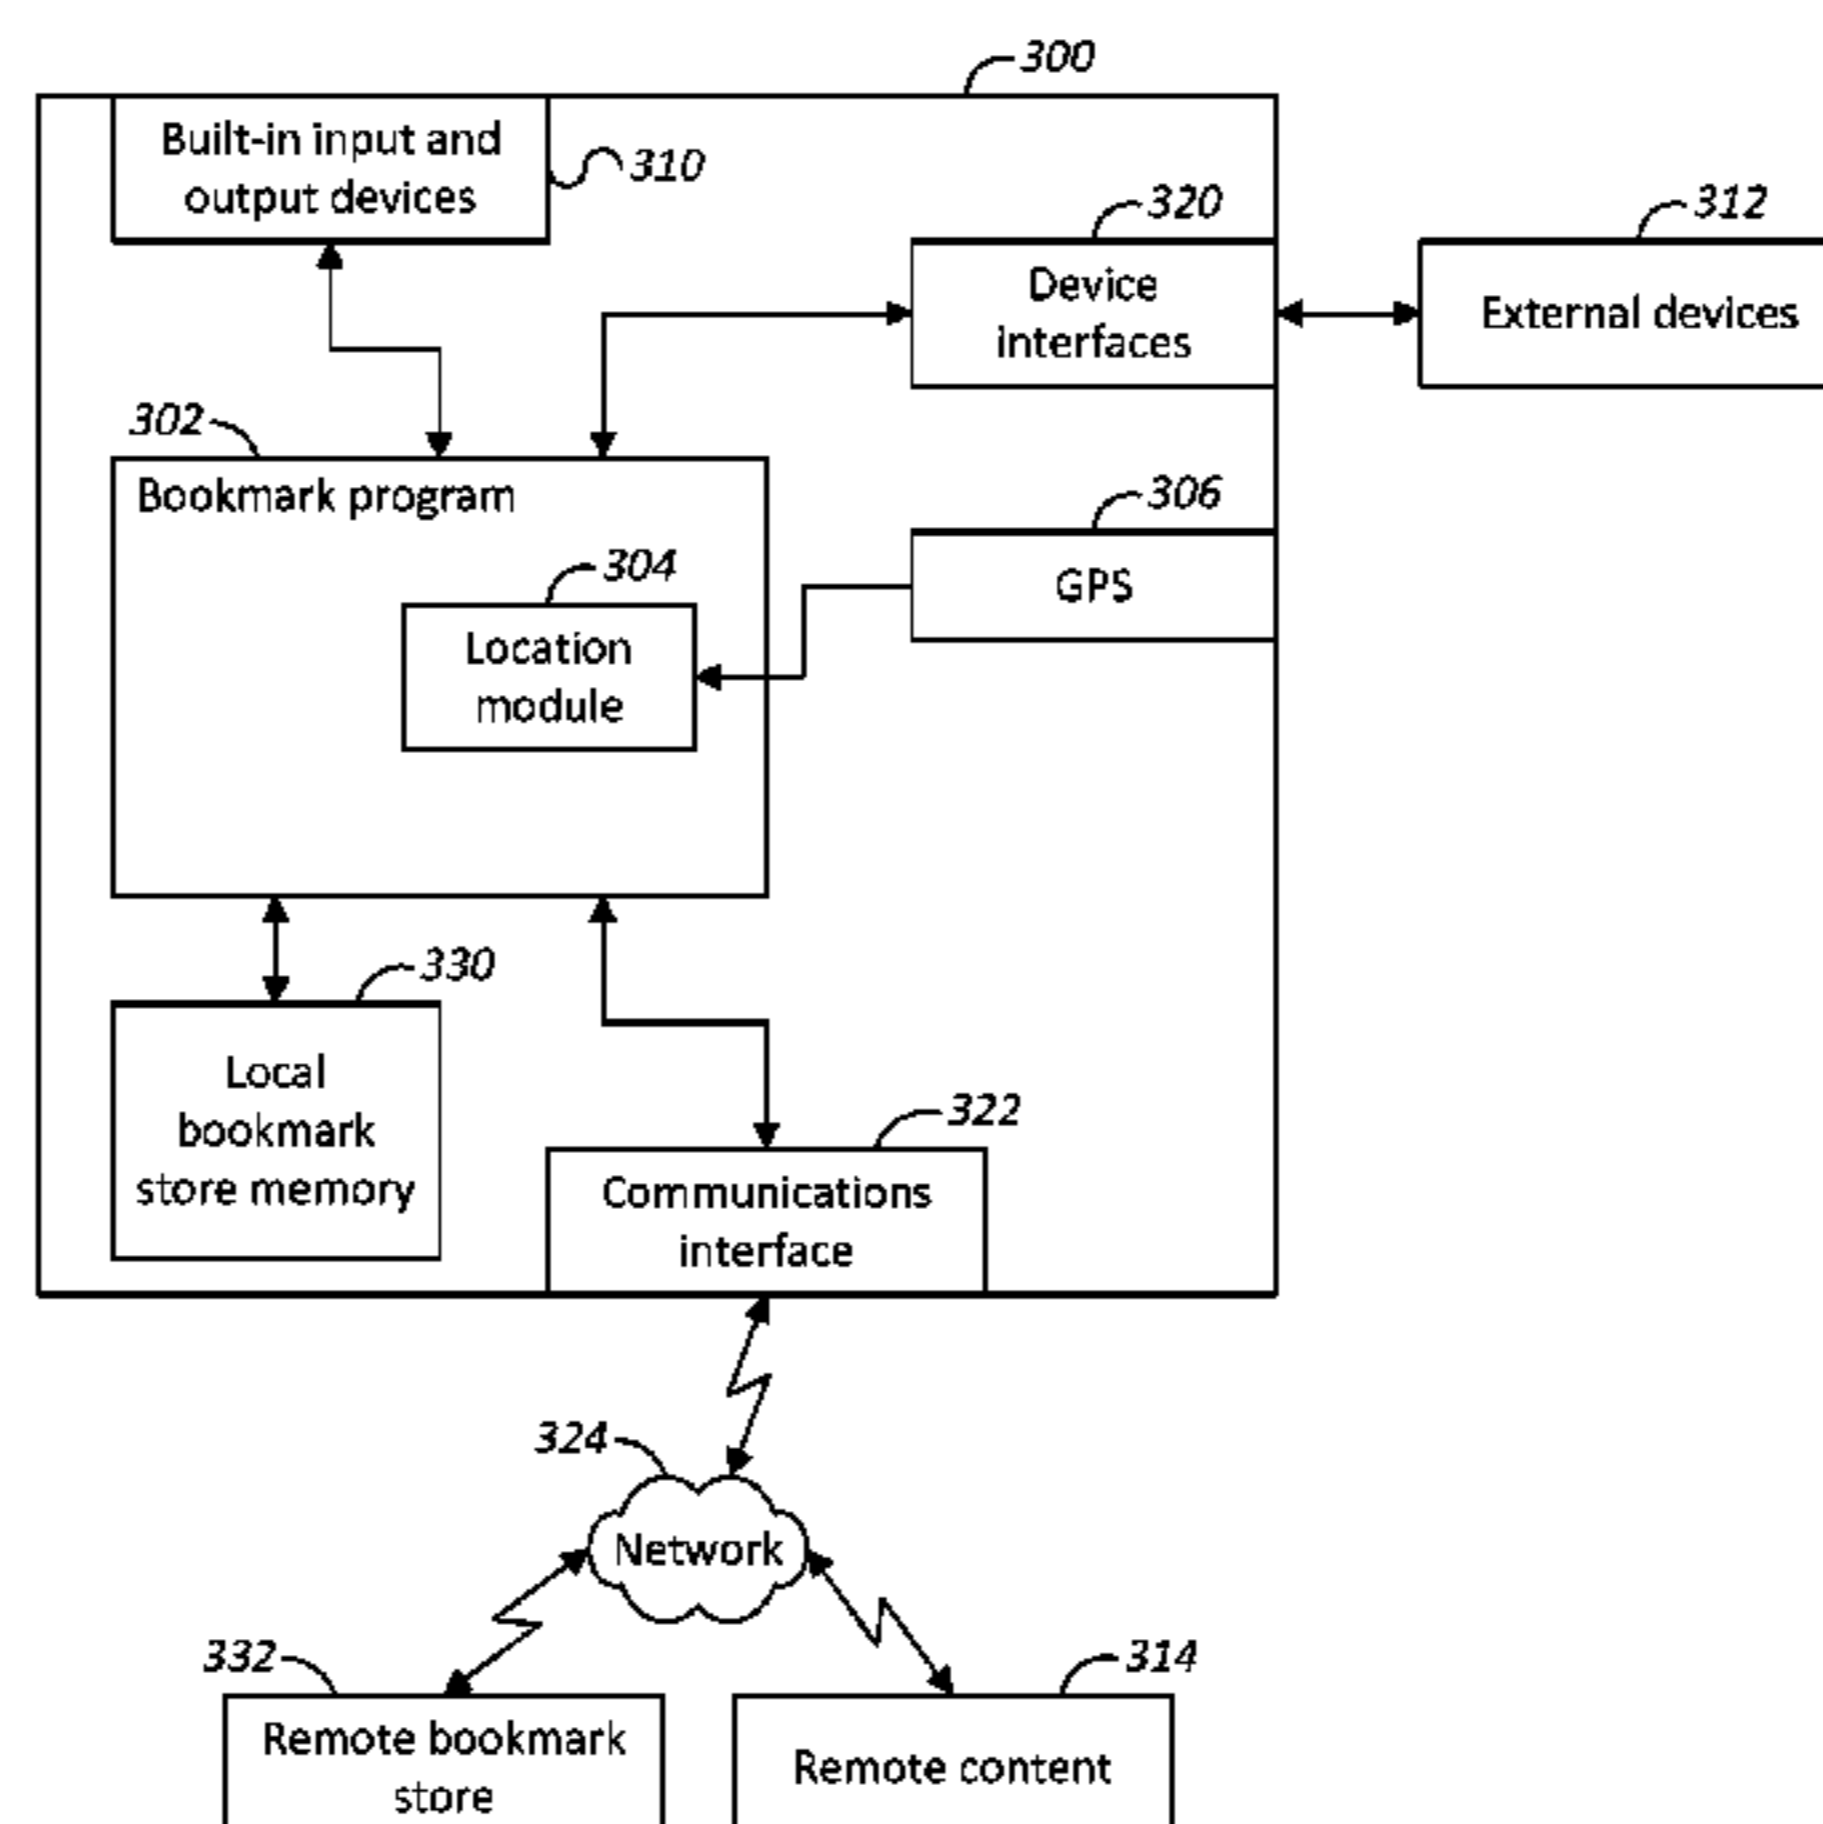 300
Built-in input and
output devices
310
320
312
Device
interfaces
External devices
302
Bookmark program
306
GPS
304
Location
module
330
Local
bookmark
store memory
322
Communications
interface
324
Network
332
314
Remote bookmark
store
Remote content